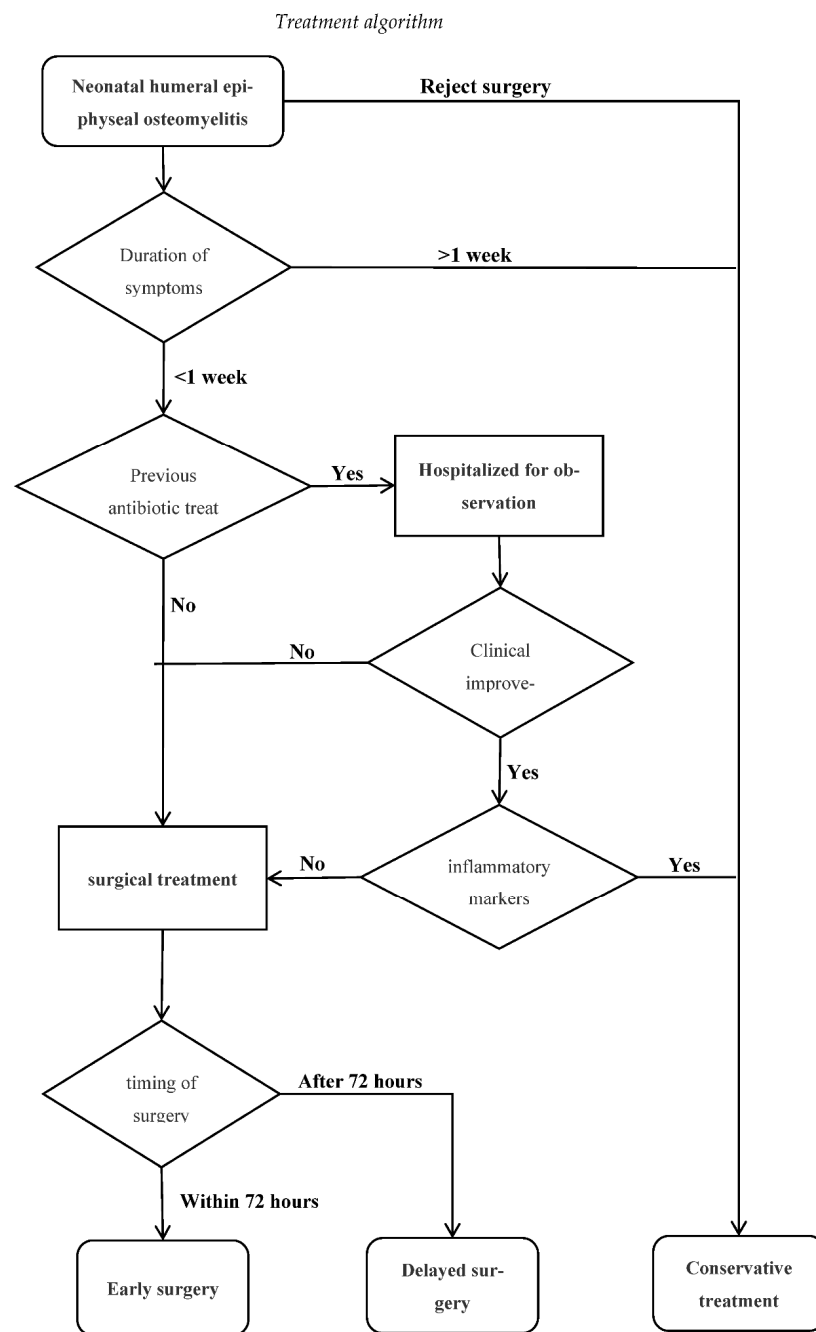 Treatment algorithm
Neonatal humeral epi-
physeal osteomyelitis
Reject surgery
Duration of
symptoms
>1 week
<1 week
Previous
antibiotic treat
Yes
Hospitalized for ob-
servation
No
No
Clinical
improve-
Yes
surgical treatment
No
inflammatory
markers
Yes
timing of
surgery
After 72 hours
Within 72 hours
Early surgery
Delayed sur-
gery
Conservative
treatment